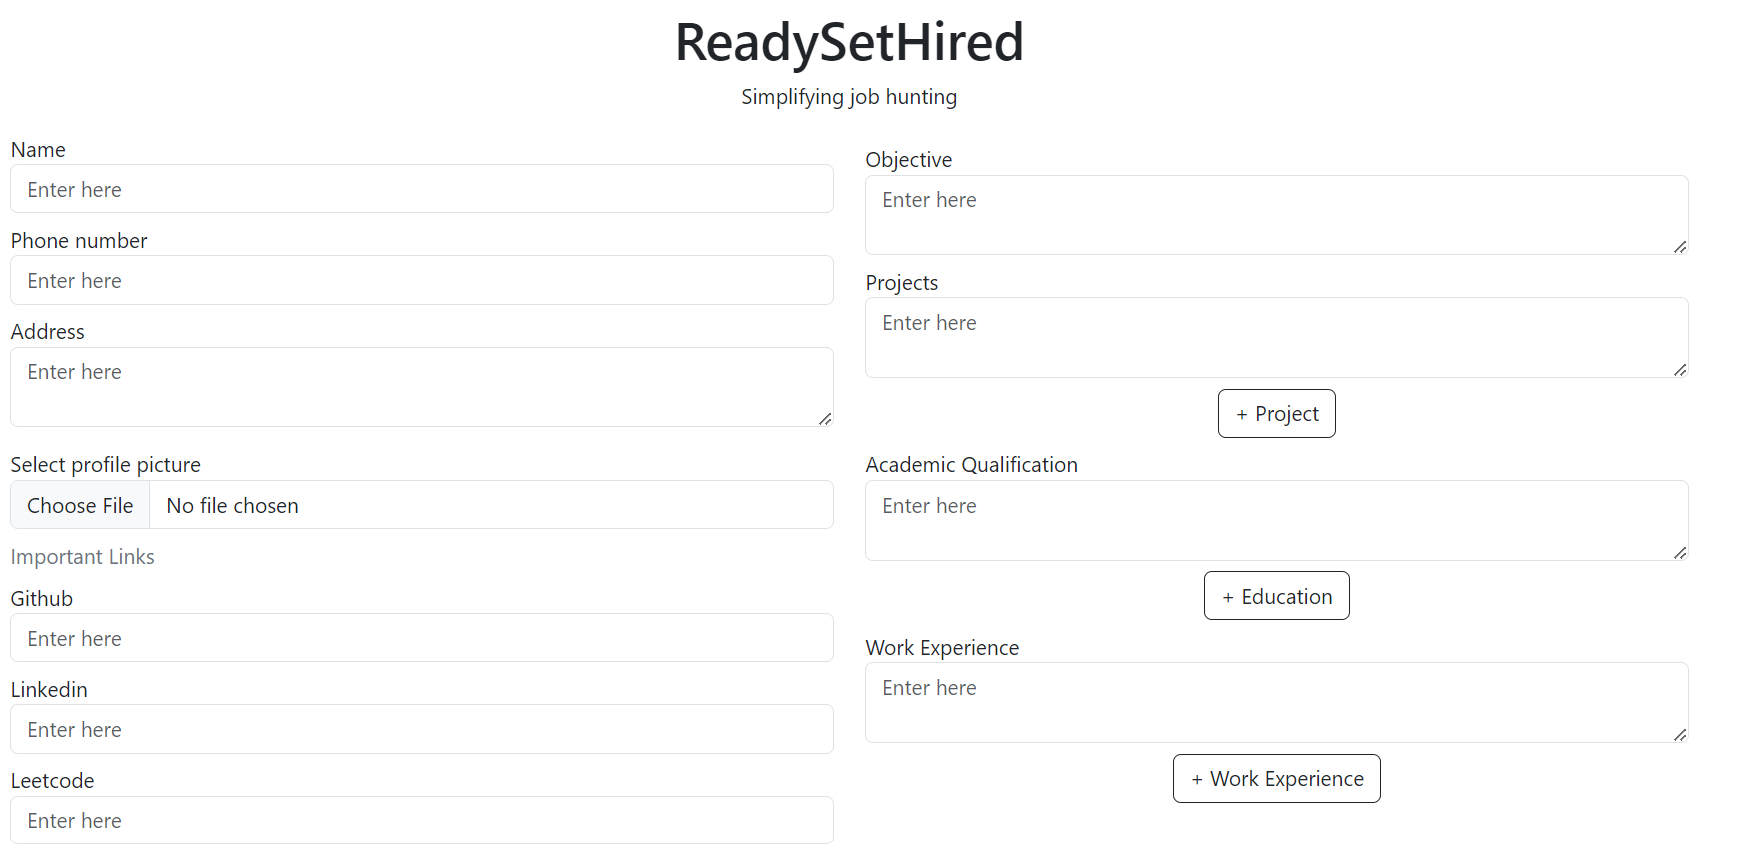 ReadySetHired
Simplifying job hunting
Name
Enter here
Phone number
Enter here
Address
Enter here
Select profile picture
Choose File No file chosen
Important Links
Github
Enter here
Linkedin
Enter here
Leetcode
Enter here
Objective
Enter here
Projects
Enter here
+ Project
Academic Qualification
Enter here
+ Education
Work Experience
Enter here
+ Work Experience